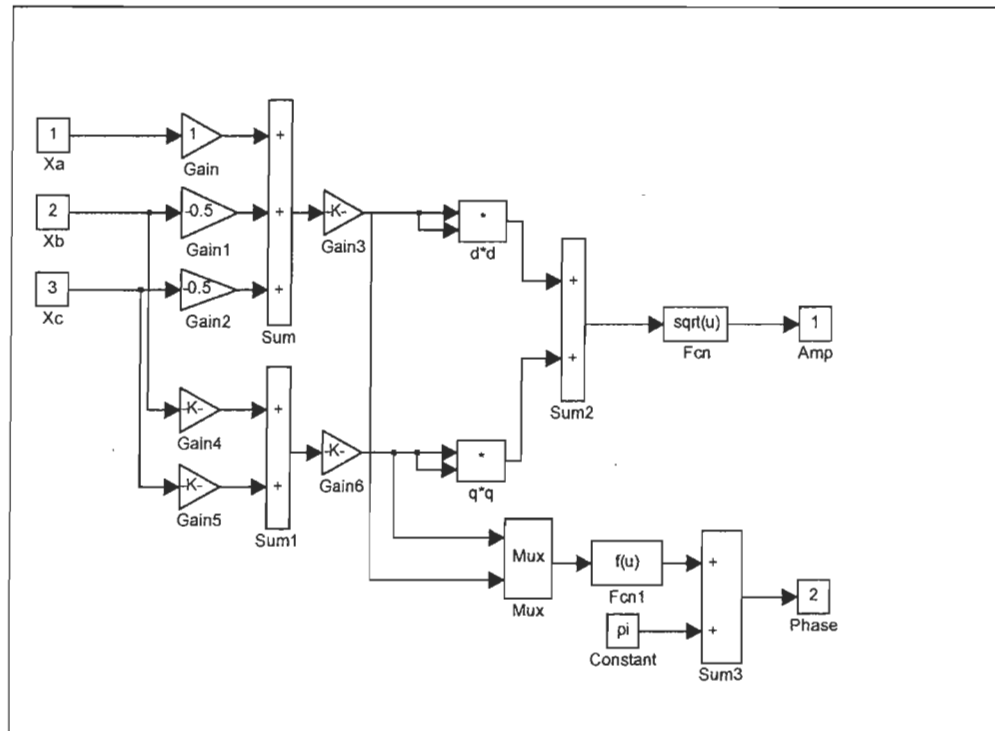 1
Xa
1
Gain
+
2
Xb
-0.5
Gain1
+
-K-
Gain3
*
d*d
3
Xc
-0.5
Gain2
+
Sum
+
+
Sum2
sqrt(u)
Fcn
1
Amp
-K-
Gain4
+
-K-
Gain5
+
Sum1
-K-
Gain6
*
q*q
Mux
Mux
f(u)
Fcn1
pi
Constant
+
+
Sum3
2
Phase